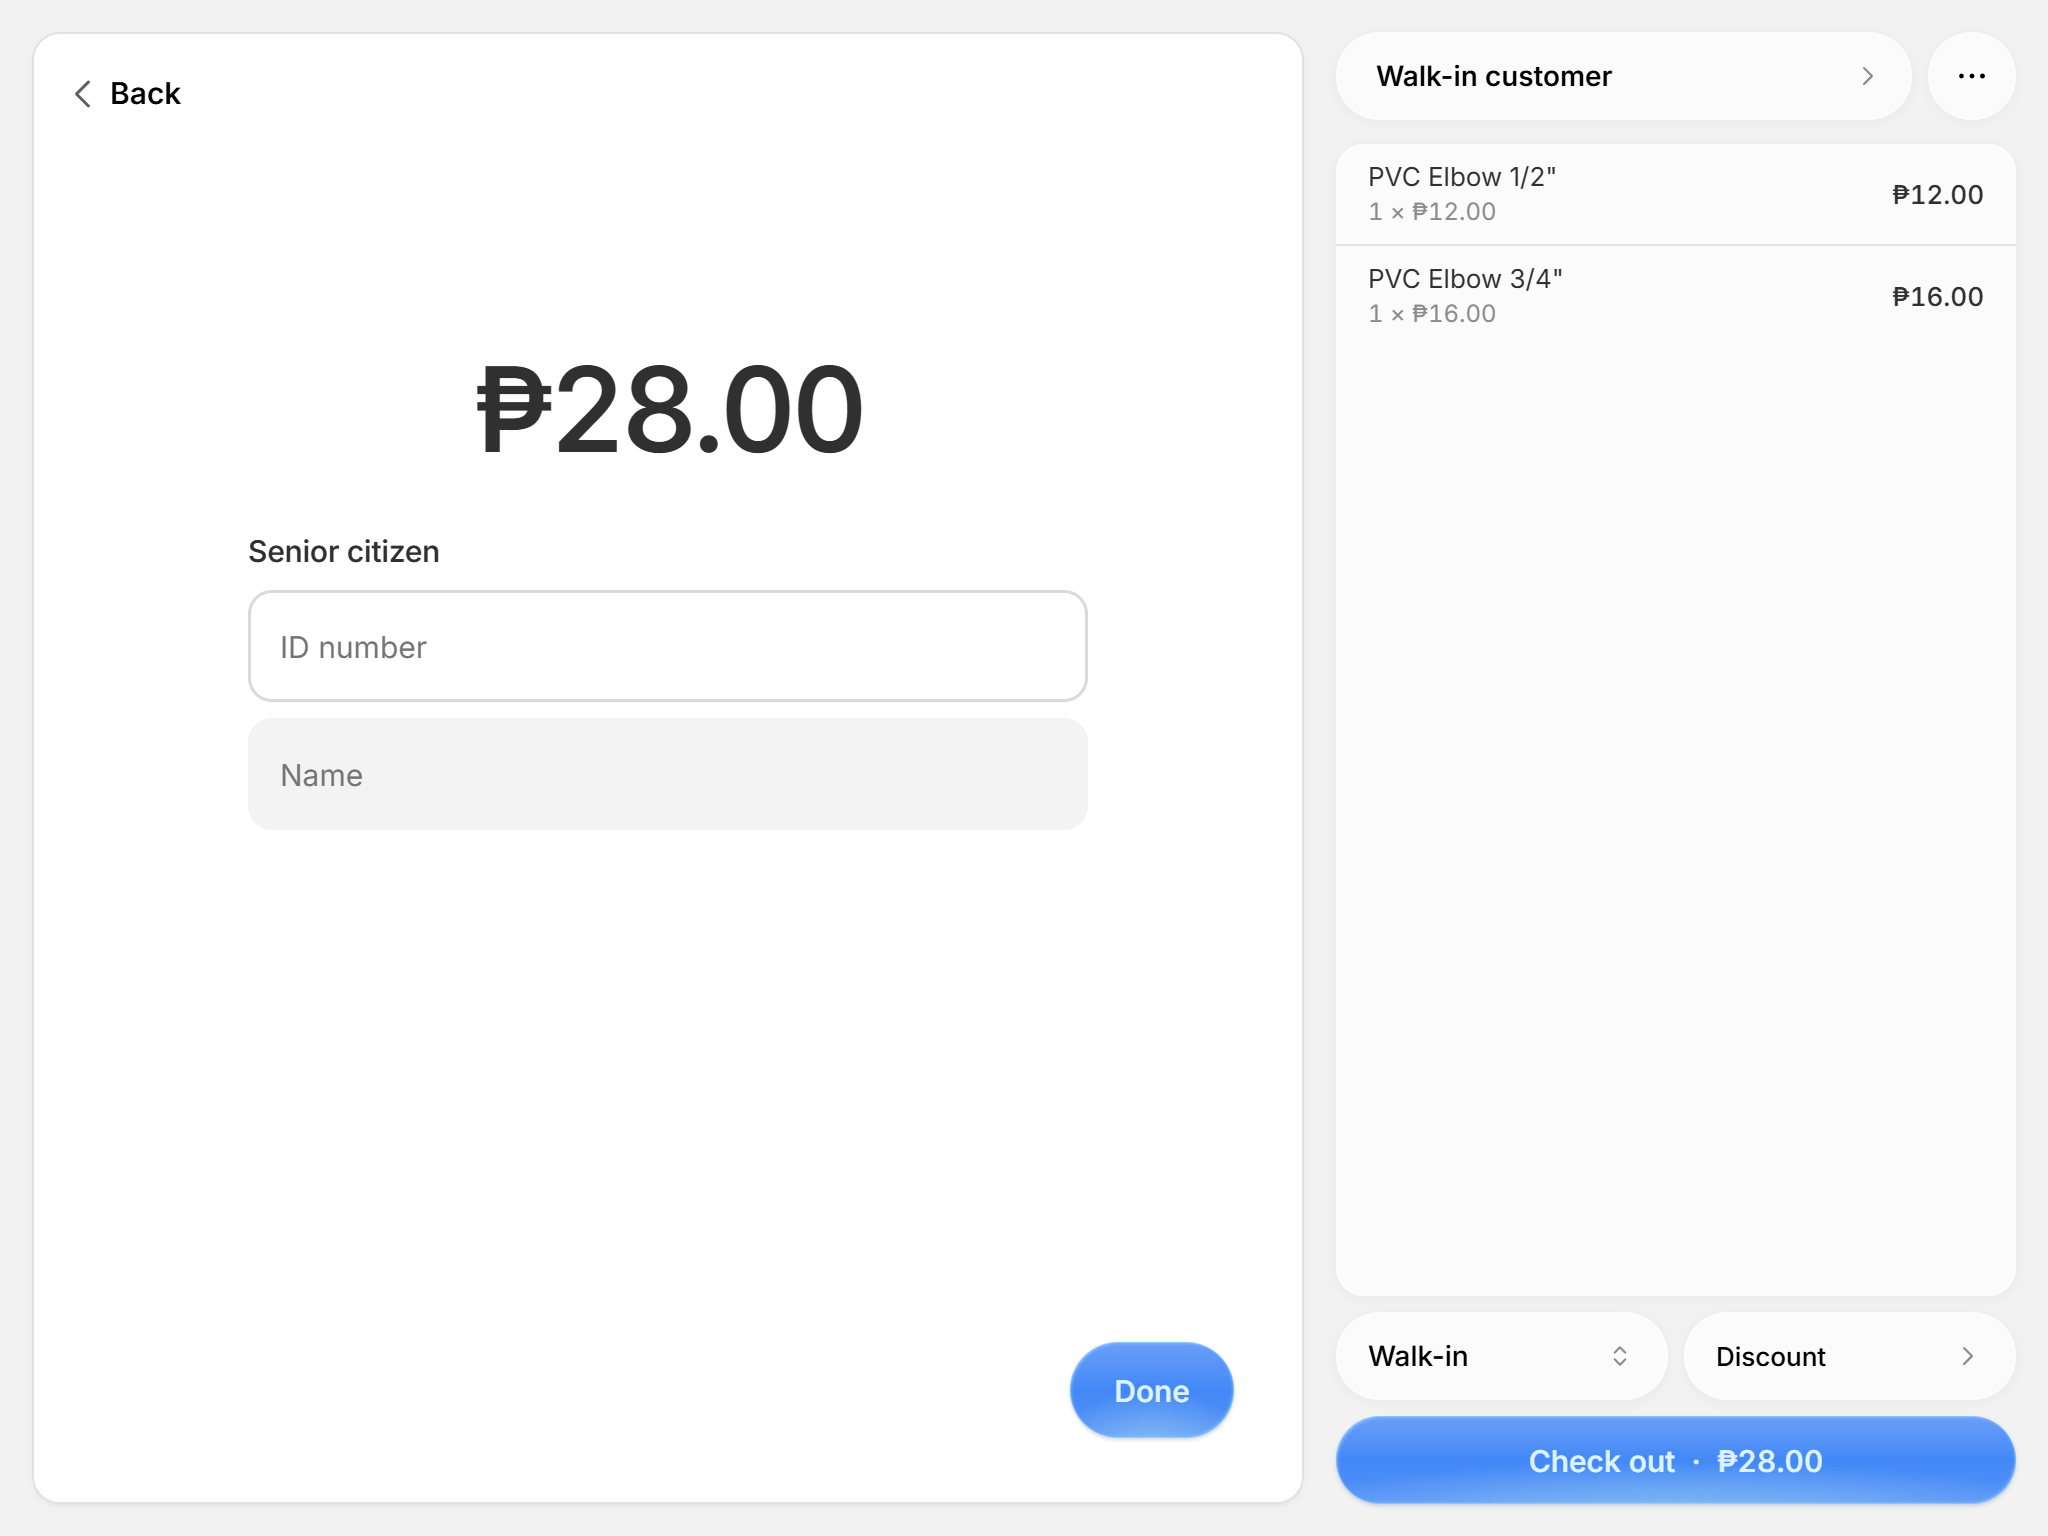 Back
₱28.00
Senior citizen
ID number
Name
Done
Walk-in customer
PVC Elbow 1/2"
1 × ₱12.00
₱12.00
PVC Elbow 3/4"
1 × ₱16.00
₱16.00
Walk-in
Discount
Check out · ₱28.00